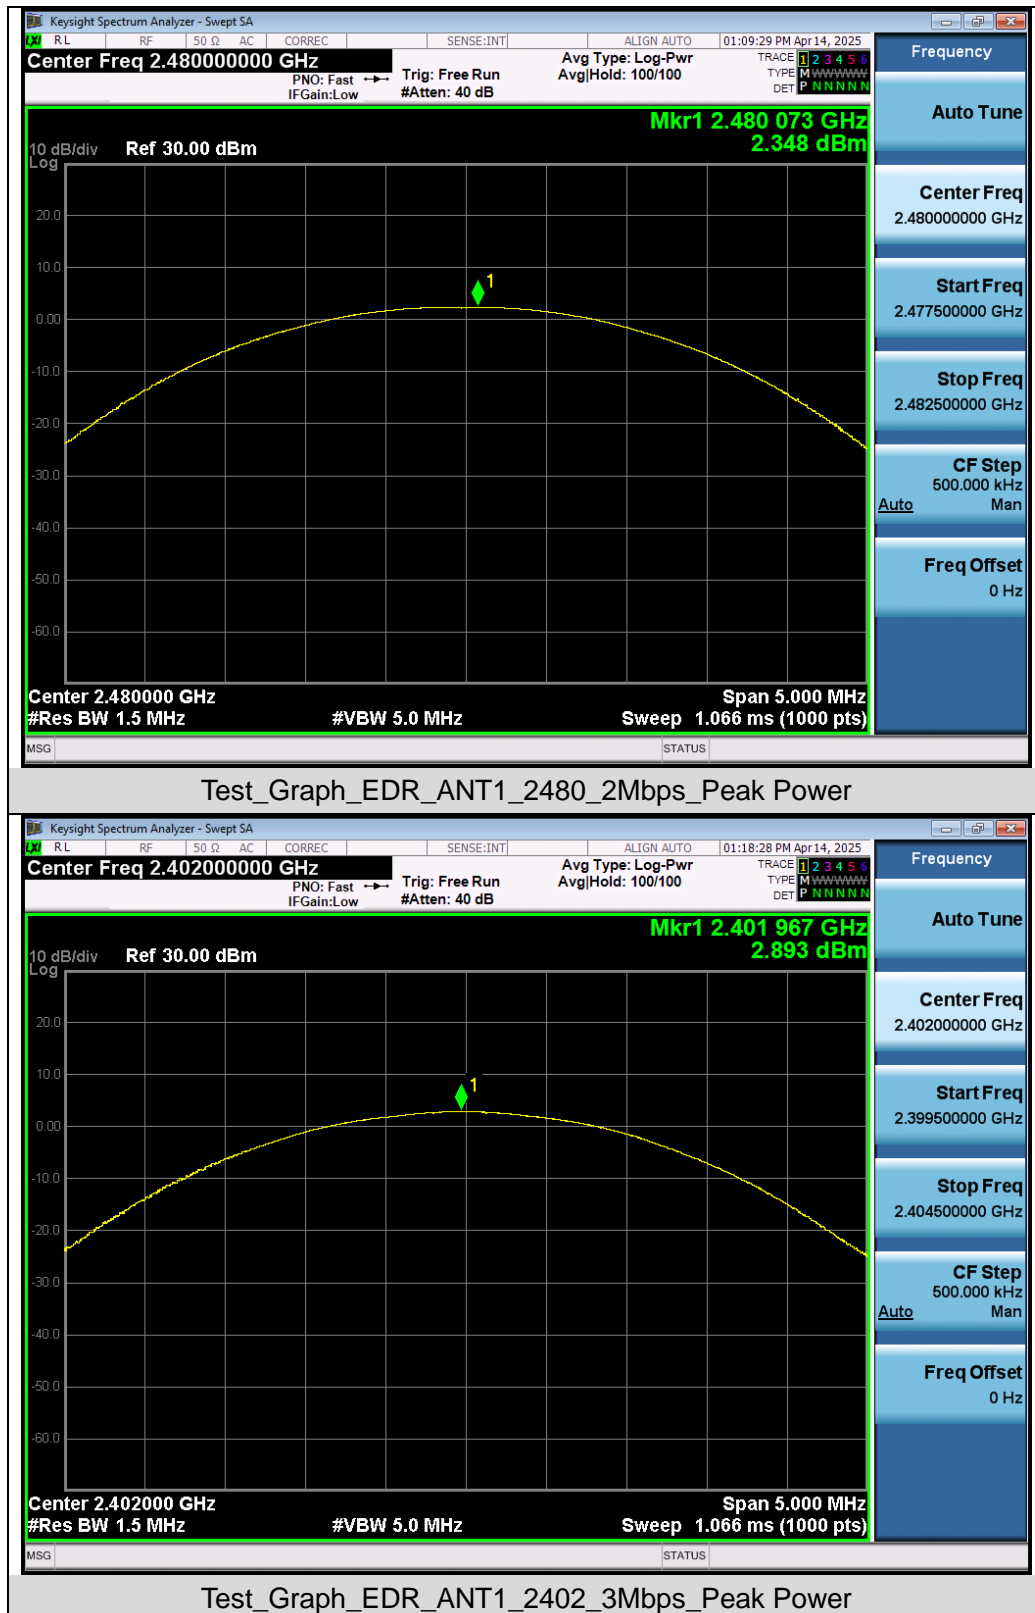 Keysight Spectrum Analyzer - Swept SA
LXI RL RF 50 Ω AC CORREC SENSE:INT ALIGN AUTO 01:09:29 PM Apr 14, 2025
Center Freq 2.480000000 GHz
PNO: Fast
IFGain:Low
Trig: Free Run
#Atten: 40 dB
Avg Type: Log-Pwr
Avg|Hold: 100/100
TRACE 1 2 3 4 5 6
TYPE M W W W W W
DET P N N N N N
Frequency
Auto Tune
Center Freq
2.480000000 GHz
Start Freq
2.477500000 GHz
Stop Freq
2.482500000 GHz
CF Step
500.000 kHz
Auto Man
Freq Offset
0 Hz
Mkr1 2.480 073 GHz
2.348 dBm
10 dB/div Ref 30.00 dBm
Log
20.0
10.0
1
0.00
-10.0
-20.0
-30.0
-40.0
-50.0
-60.0
Center 2.480000 GHz Span 5.000 MHz
#Res BW 1.5 MHz #VBW 5.0 MHz Sweep 1.066 ms (1000 pts)
MSG STATUS
Test_Graph_EDR_ANT1_2480_2Mbps_Peak Power
Keysight Spectrum Analyzer - Swept SA
LXI RL RF 50 Ω AC CORREC SENSE:INT ALIGN AUTO 01:18:28 PM Apr 14, 2025
Center Freq 2.402000000 GHz
PNO: Fast
IFGain:Low
Trig: Free Run
#Atten: 40 dB
Avg Type: Log-Pwr
Avg|Hold: 100/100
TRACE 1 2 3 4 5 6
TYPE M W W W W W
DET P N N N N N
Frequency
Auto Tune
Center Freq
2.402000000 GHz
Start Freq
2.399500000 GHz
Stop Freq
2.404500000 GHz
CF Step
500.000 kHz
Auto Man
Freq Offset
0 Hz
Mkr1 2.401 967 GHz
2.893 dBm
10 dB/div Ref 30.00 dBm
Log
20.0
10.0
1
0.00
-10.0
-20.0
-30.0
-40.0
-50.0
-60.0
Center 2.402000 GHz Span 5.000 MHz
#Res BW 1.5 MHz #VBW 5.0 MHz Sweep 1.066 ms (1000 pts)
MSG STATUS
Test_Graph_EDR_ANT1_2402_3Mbps_Peak Power